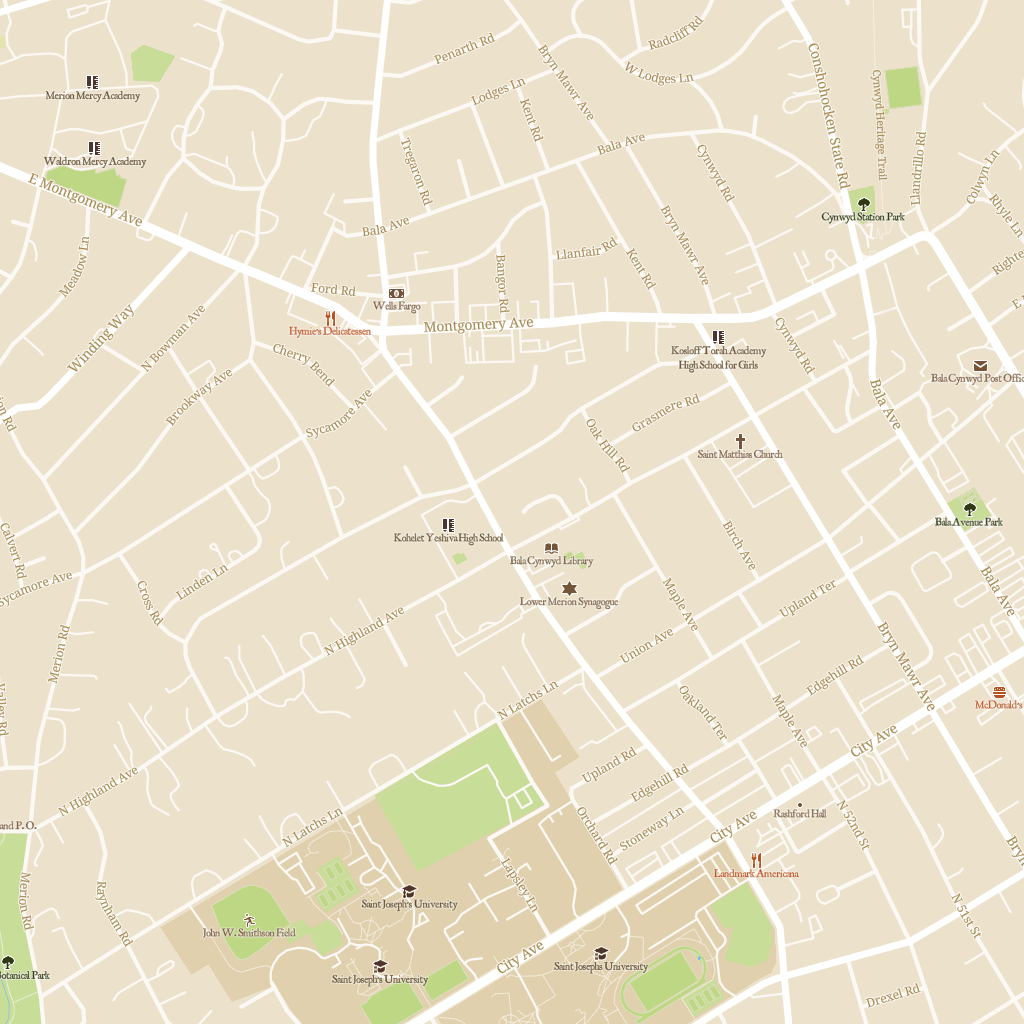 Penarth Rd
Radcliff Rd
Bryn Mawr Ave
Conshohocken State Rd
W Lodges Ln
Merion Mercy Academy
Lodges Ln
Kent Rd
Cynwyd Heritage Trail
Waldron Mercy Academy
Bala Ave
Tregaron Rd
Cynwyd Rd
Llandrillo Rd
Colwyn Ln
E Montgomery Ave
Cynwyd Station Park
Rhyle Ln
Bala Ave
Bryn Mawr Ave
Meadow Ln
Llanfair Rd
Kent Rd
Bangor Rd
Ford Rd
Wells Fargo
Hymie's Delicatessen
Montgomery Ave
Winding Way
N Bowman Ave
Cherry Bend
Kosloff Torah Academy
High School for Girls
Cynwyd Rd
Brookway Ave
Bala Ave
Sycamore Ave
Grasmere Rd
Oak Hill Rd
Saint Matthias Church
Kohelet Yeshiva High School
Bala Avenue Park
Calvert Rd
Birch Ave
Bala Cynwyd Library
Lower Merion Synagogue
Sycamore Ave
Linden Ln
Cross Rd
Maple Ave
Upland Ter
Bala Ave
N Highland Ave
Union Ave
Merion Rd
Bryn Mawr Ave
Edgehill Rd
N Latchs Ln
Oakland Ter
Maple Ave
McDonald's
City Ave
Upland Rd
Edgehill Rd
N Highland Ave
Rashford Hall
N Latchs Ln
Orchard Rd
Stoneway Ln
City Ave
N 52nd St
Landmark Americana
Lapsley Ln
Merion Rd
Raynham Rd
Saint Joseph's University
N 51st St
John W. Smithson Field
City Ave
Saint Josephs University
Botanical Park
Saint Joseph's University
Drexel Rd